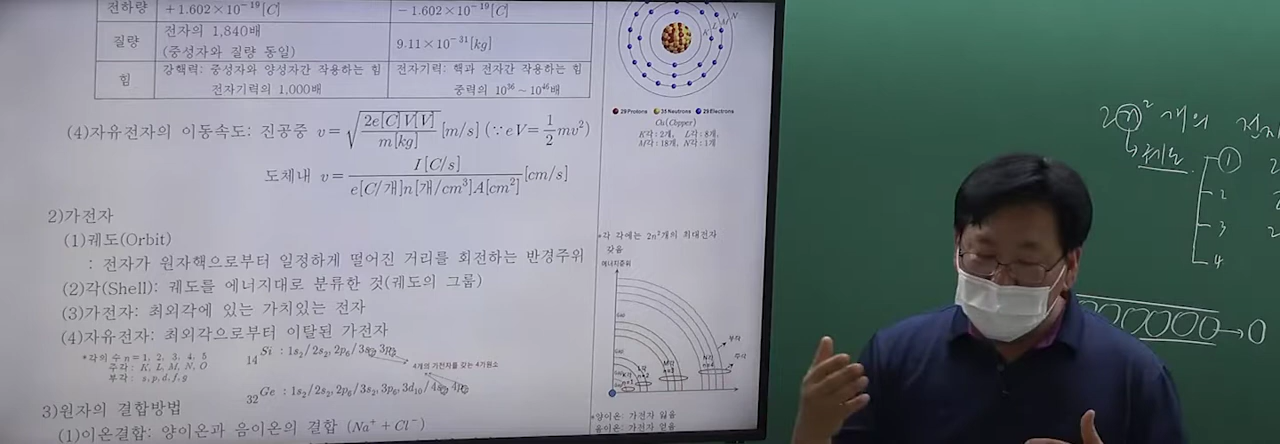 전하량 +1.602×10⁻¹⁹[C] −1.602×10⁻¹⁹[C]
질량 전자의 1,840배 (중성자와 질량 동일) 9.11×10⁻³¹[kg]
힘 강핵력: 중성자와 양성자간 작용하는 힘 전자기력의 1,000배 전자기력: 핵과 전자간 작용하는 힘 중력의 10³⁶ ~ 10⁴⁶배
(4)자유전자의 이동속도: 진공중 v=√(2e[C]V[V]/m[kg])[m/s] (∵eV=1/2mv²)
도체내 v=I[C/s]/e[C/개]n[개/cm³]A[cm²][cm/s]
2)가전자
(1)궤도(Orbit)
: 전자가 원자핵으로부터 일정하게 떨어진 거리를 회전하는 반경주위
(2)각(Shell): 궤도를 에너지대로 분류한 것(궤도의 그룹)
(3)가전자: 최외각에 있는 가치있는 전자
(4)자유전자: 최외각으로부터 이탈된 가전자
*각의 수 n=1, 2, 3, 4, 5
주각: K, L, M, N, O
부각: s, p, d, f, g
₁₄Si : 1s₂/2s₂, 2p₆/3s₂, 3p₂
4개의 가전자를 갖는 4가원소
₃₂Ge : 1s₂/2s₂, 2p₆/3s₂, 3p₆, 3d₁₀/4s₂, 4p₂
3)원자의 결합방법
(1)이온결합: 양이온과 음이온의 결합 (Na⁺+Cl⁻)
K L M N
29Protons 35Neutrons 29Electrons
Cu(Copper)
K각: 2개, L각: 8개,
M각: 18개, N각: 1개
*각 각에는 2n²개의 최대전자
갖음
에너지준위
부각
주각
K각 n=1
L각 n=2
M각 n=3
N각 n=4
*양이온: 가전자 잃음
음이온: 가전자 얻음
2n² 개의 전자
궤도
1
2
3
4